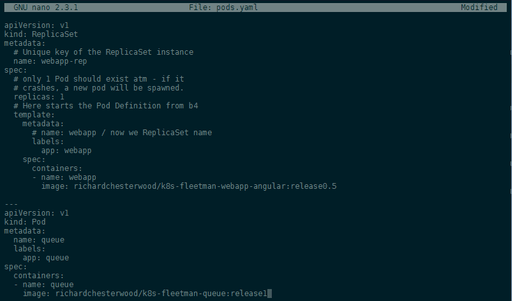 GNU nano 2.3.1 File: pods.yaml Modified
apiVersion: v1
kind: ReplicaSet
metadata:
  # Unique key of the ReplicaSet instance
  name: webapp-rep
spec:
  # only 1 Pod should exist atm - if it
  # crashes, a new pod will be spawned.
  replicas: 1
  # Here starts the Pod Definition from b4
  template:
    metadata:
      # name: webapp / now we ReplicaSet name
      labels:
        app: webapp
    spec:
      containers:
      - name: webapp
        image: richardchesterwood/k8s-fleetman-webapp-angular:release0.5
---
apiVersion: v1
kind: Pod
metadata:
  name: queue
  labels:
    app: queue
spec:
  containers:
  - name: queue
    image: richardchesterwood/k8s-fleetman-queue:release1